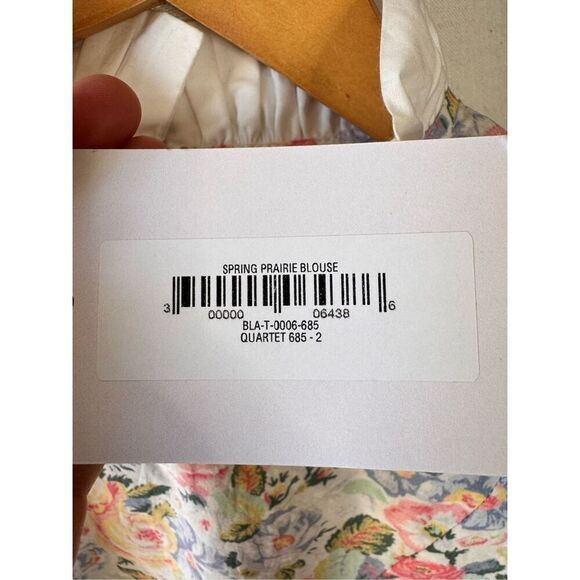 SPRING PRAIRIE BLOUSE
3 00000 06438 6
BLA-T-0006-685
QUARTET 685 - 2